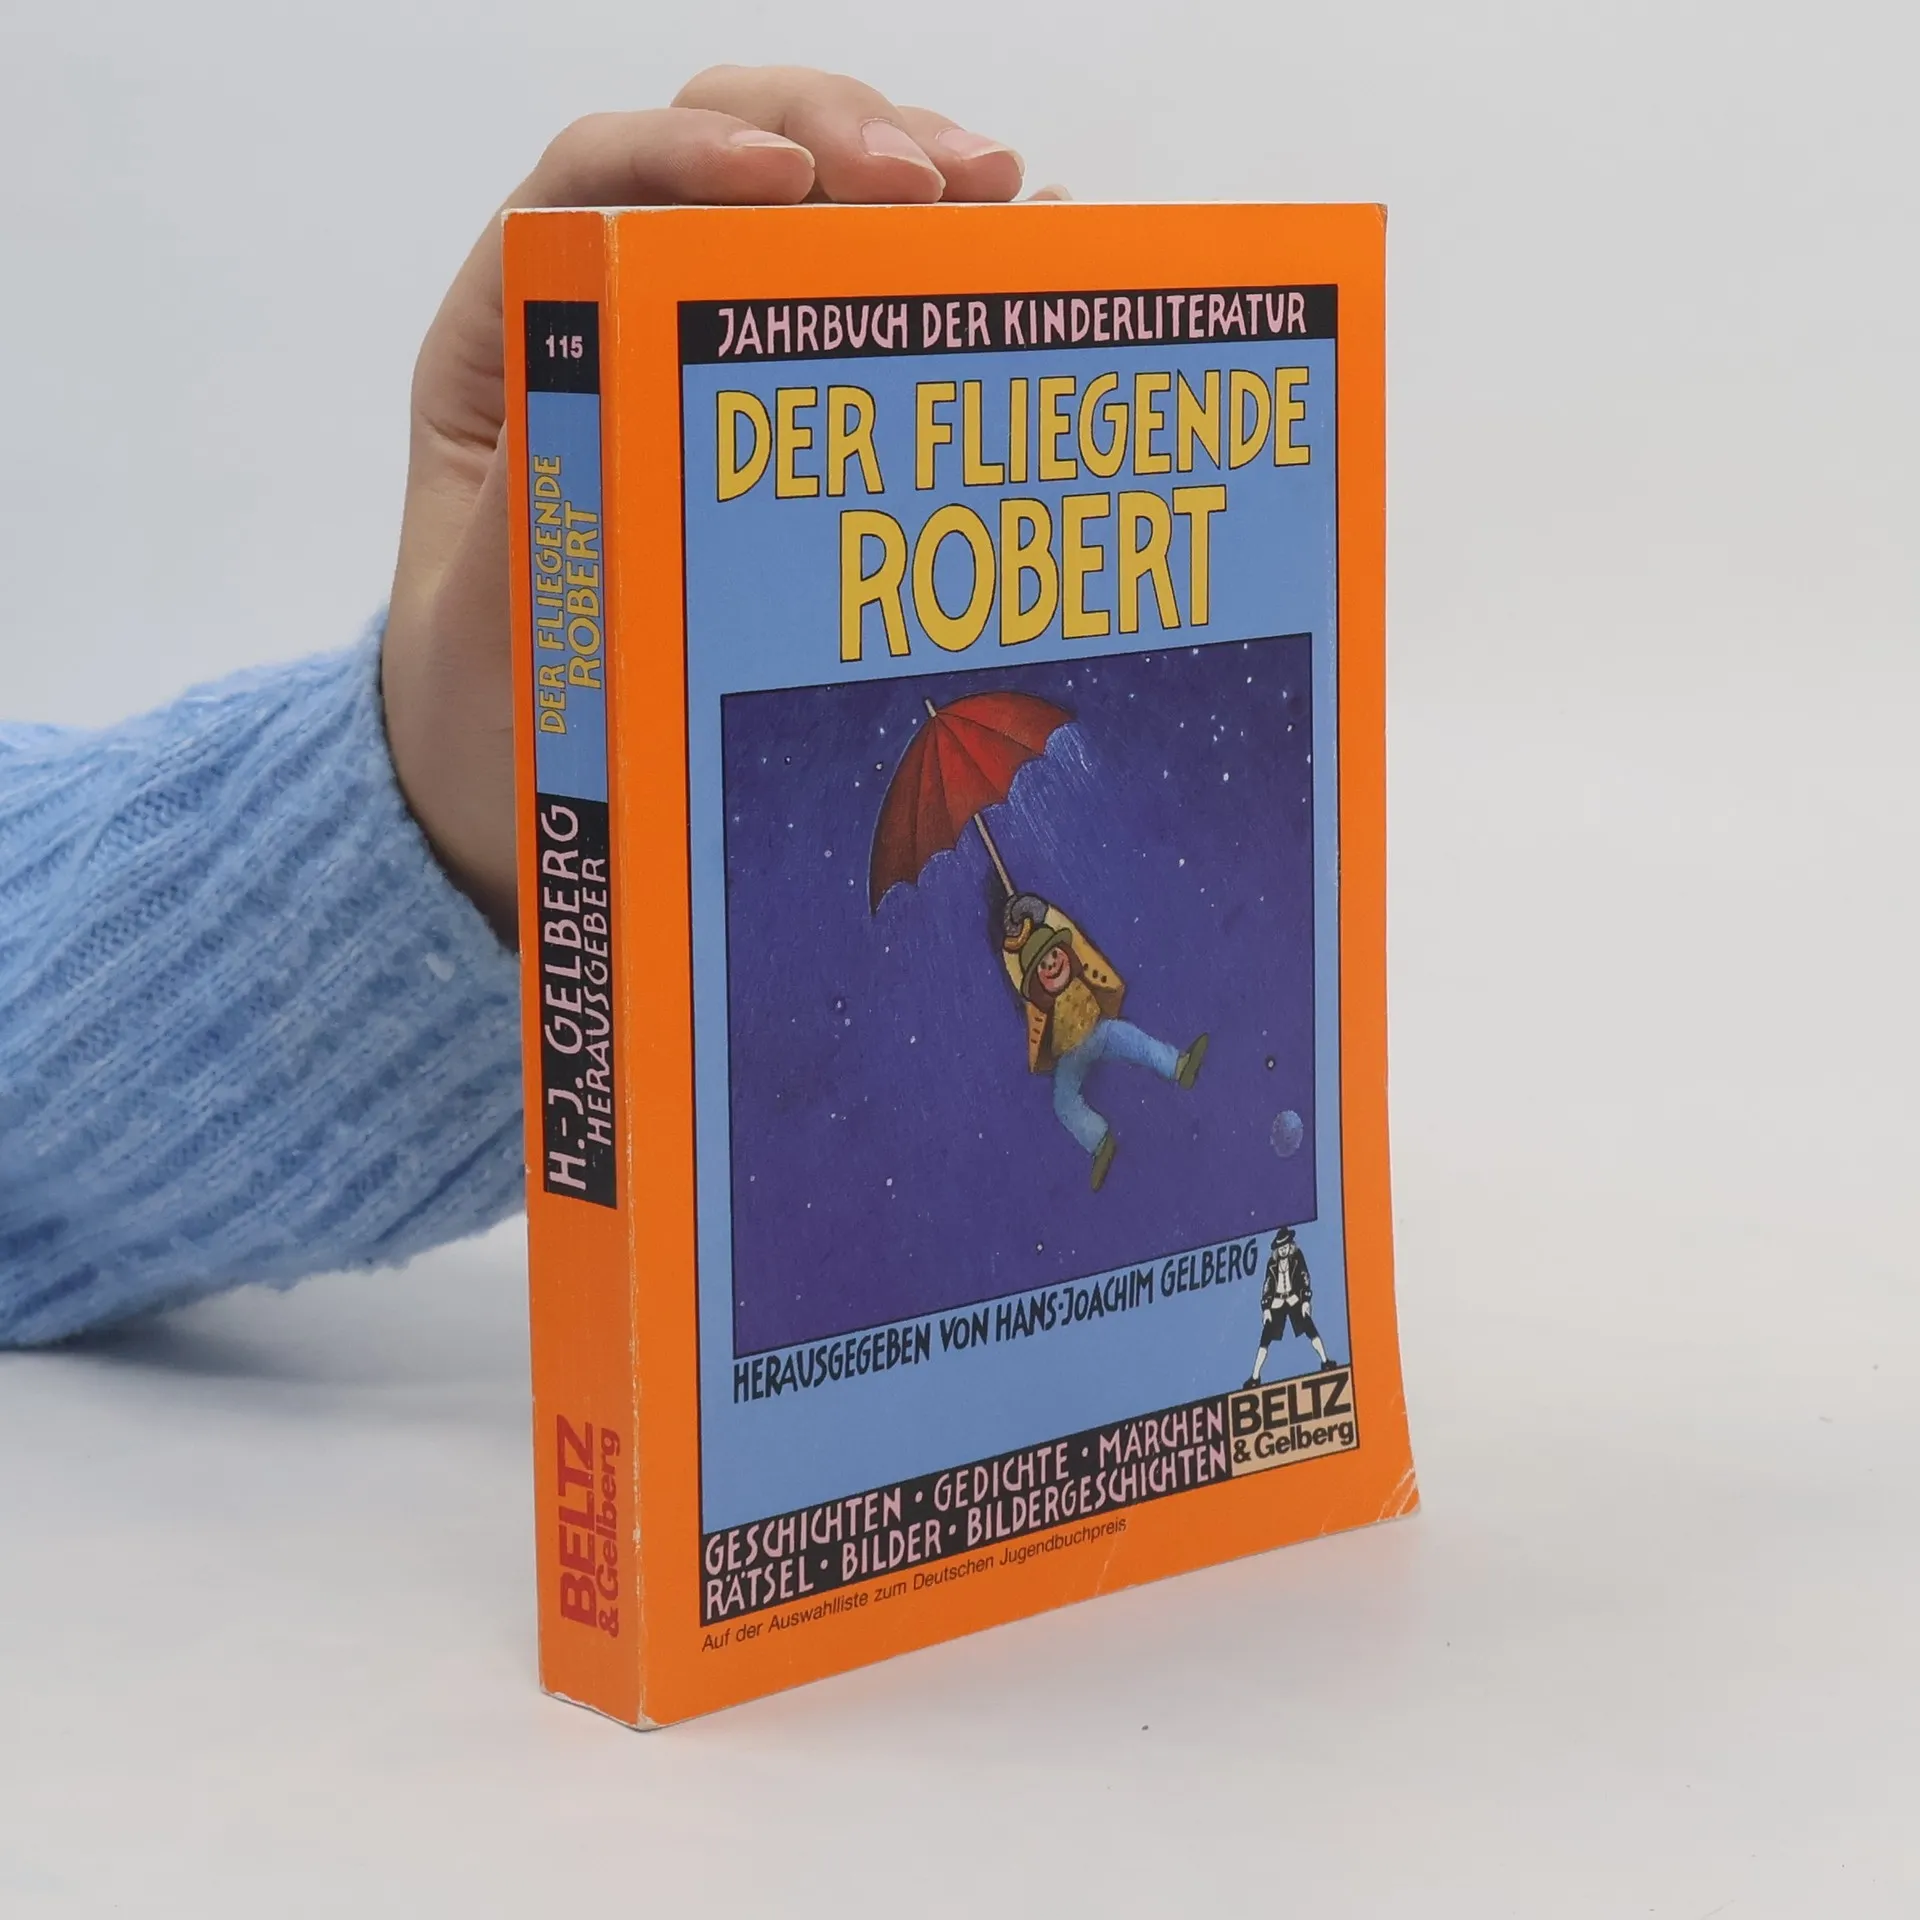 115
DER FLIEGENDE
ROBERT
H.-J. GELBERG
HERAUSGEBER
BELTZ
& Gelberg
JAHRBUCH DER KINDERLITERATUR
DER FLIEGENDE
ROBERT
HERAUSGEGEBEN VON HANS-JOACHIM GELBERG
BELTZ
& Gelberg
GESCHICHTEN · GEDICHTE · MÄRCHEN
RÄTSEL · BILDER · BILDERGESCHICHTEN
Auf der Auswahlliste zum Deutschen Jugendbuchpreis